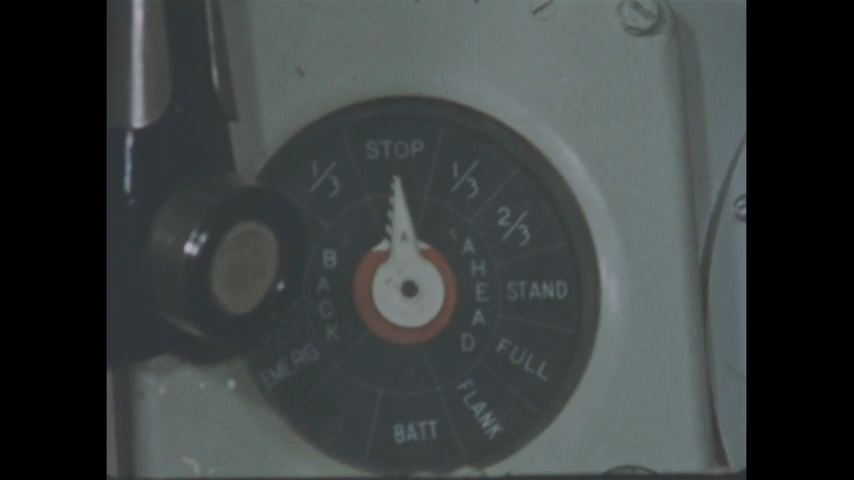 STOP
1/3
1/3
2/3
A
BACK
AHEAD
STAND
EMERG
FULL
FLANK
BATT